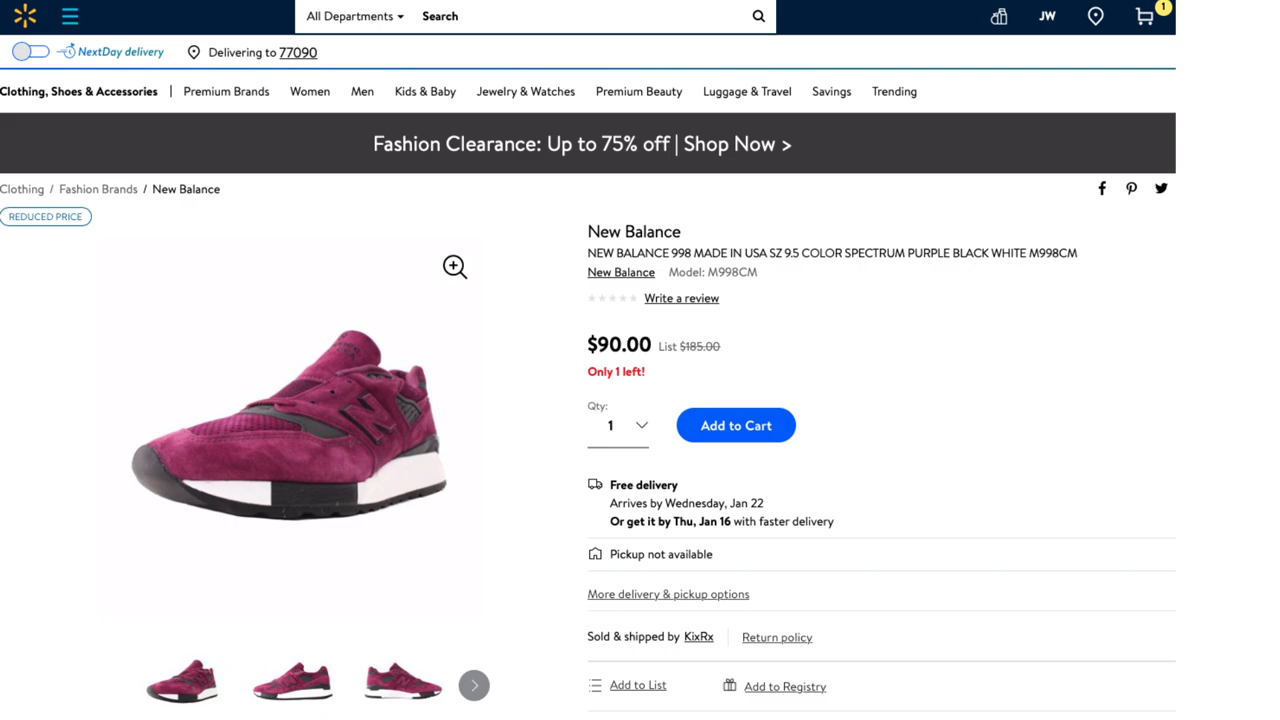 All Departments Search JW 1
NextDay delivery Delivering to 77090
Clothing, Shoes & Accessories | Premium Brands Women Men Kids & Baby Jewelry & Watches Premium Beauty Luggage & Travel Savings Trending
Fashion Clearance: Up to 75% off | Shop Now >
Clothing / Fashion Brands / New Balance
REDUCED PRICE
New Balance
NEW BALANCE 998 MADE IN USA SZ 9.5 COLOR SPECTRUM PURPLE BLACK WHITE M998CM
New Balance Model: M998CM
Write a review
$90.00 List $185.00
Only 1 left!
Qty:
1 Add to Cart
N
Free delivery
Arrives by Wednesday, Jan 22
Or get it by Thu, Jan 16 with faster delivery
Pickup not available
More delivery & pickup options
Sold & shipped by KixRx Return policy
Add to List Add to Registry